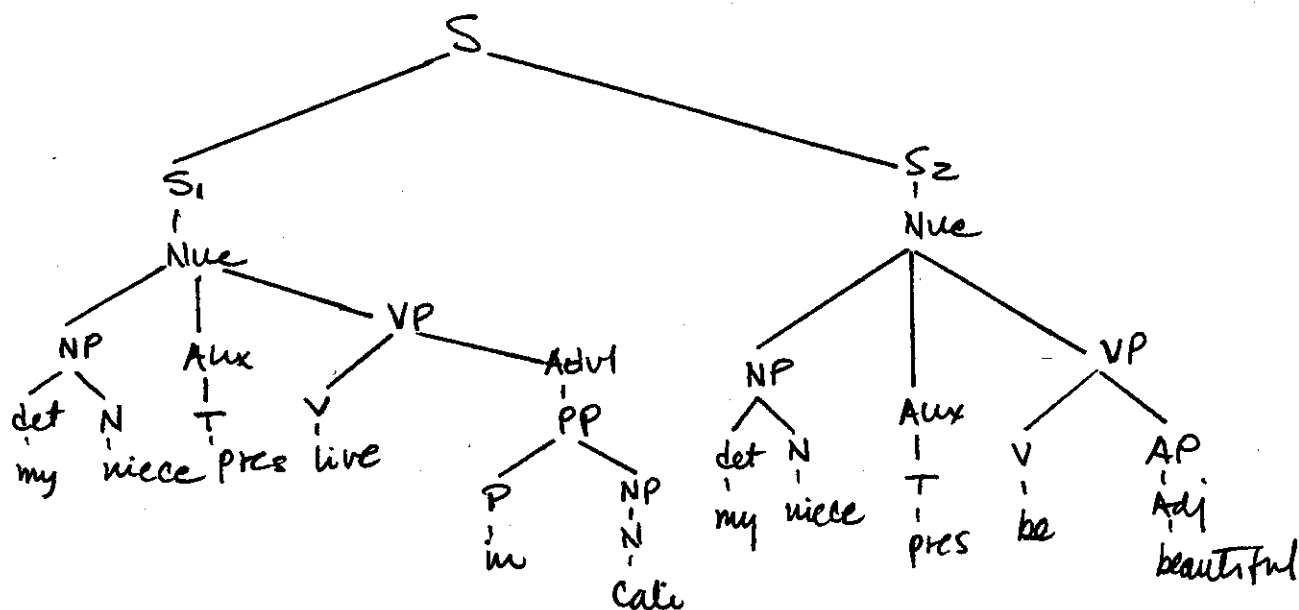 S
S1 S2
Nuc Nuc
NP Aux VP Advl NP Aux VP
det N T V PP det N T V AP
my niece pres live P NP my niece pres be Adj
in N beautiful
Cali